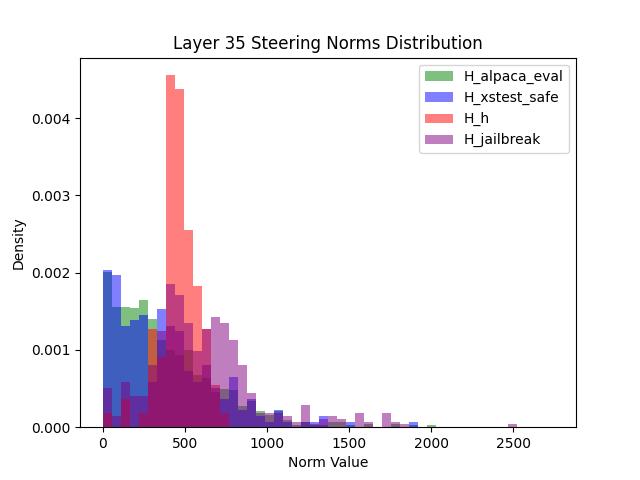 Layer 35 Steering Norms Distribution
H_alpaca_eval
H_xstest_safe
H_h
H_jailbreak
Density
0.004
0.003
0.002
0.001
0.000
0
500
1000
1500
2000
2500
Norm Value